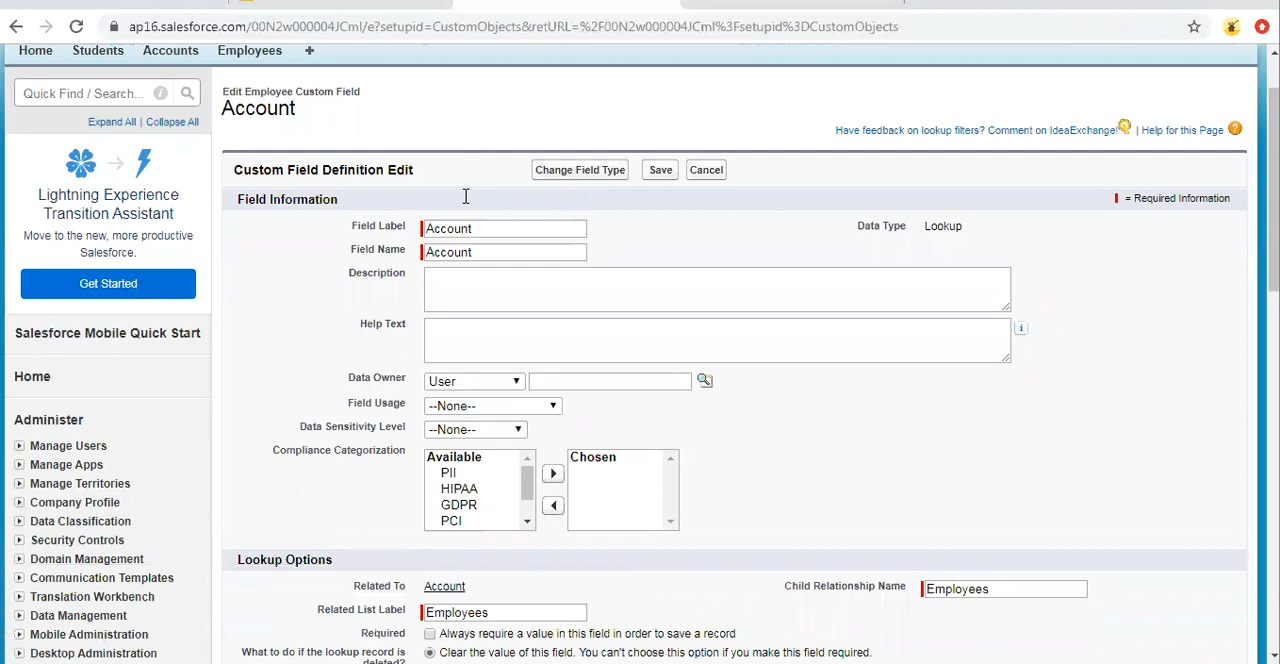 ap16.salesforce.com/00N2w000004JCml/e?setupid=CustomObjects&retURL=%2F00N2w000004JCml%3Fsetupid%3DCustomObjects
Home Students Accounts Employees +
Quick Find / Search... i
Expand All | Collapse All
Lightning Experience
Transition Assistant
Move to the new, more productive
Salesforce.
Get Started
Salesforce Mobile Quick Start
Home
Administer
Manage Users
Manage Apps
Manage Territories
Company Profile
Data Classification
Security Controls
Domain Management
Communication Templates
Translation Workbench
Data Management
Mobile Administration
Desktop Administration
Edit Employee Custom Field
Account
Have feedback on lookup filters? Comment on IdeaExchange! | Help for this Page ?
Custom Field Definition Edit Change Field Type Save Cancel
Field Information = Required Information
Field Label Account Data Type Lookup
Field Name Account
Description
Help Text i
Data Owner User
Field Usage --None--
Data Sensitivity Level --None--
Compliance Categorization Available Chosen
PII
HIPAA
GDPR
PCI
Lookup Options
Related To Account Child Relationship Name Employees
Related List Label Employees
Required Always require a value in this field in order to save a record
What to do if the lookup record is Clear the value of this field. You can't choose this option if you make this field required.
deleted?